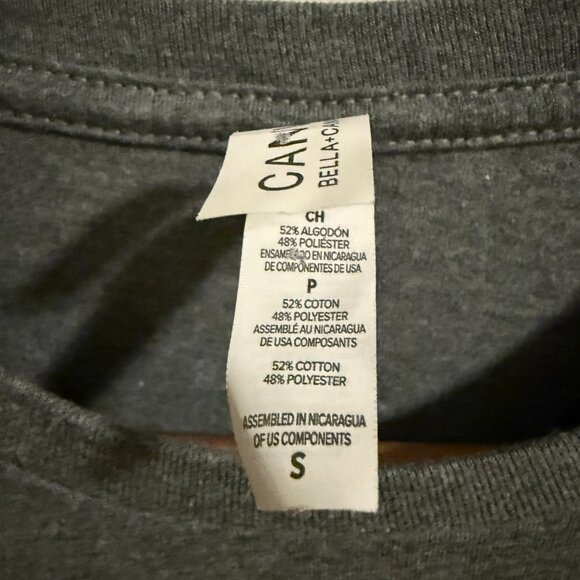 CAN
BELLA+CA
CH
52% ALGODÓN
48% POLIÉSTER
ENSAMBLADO EN NICARAGUA
DE COMPONENTES DE USA
P
52% COTON
48% POLYESTER
ASSEMBLÉ AU NICARAGUA
DE USA COMPOSANTS
52% COTTON
48% POLYESTER
ASSEMBLED IN NICARAGUA
OF US COMPONENTS
S